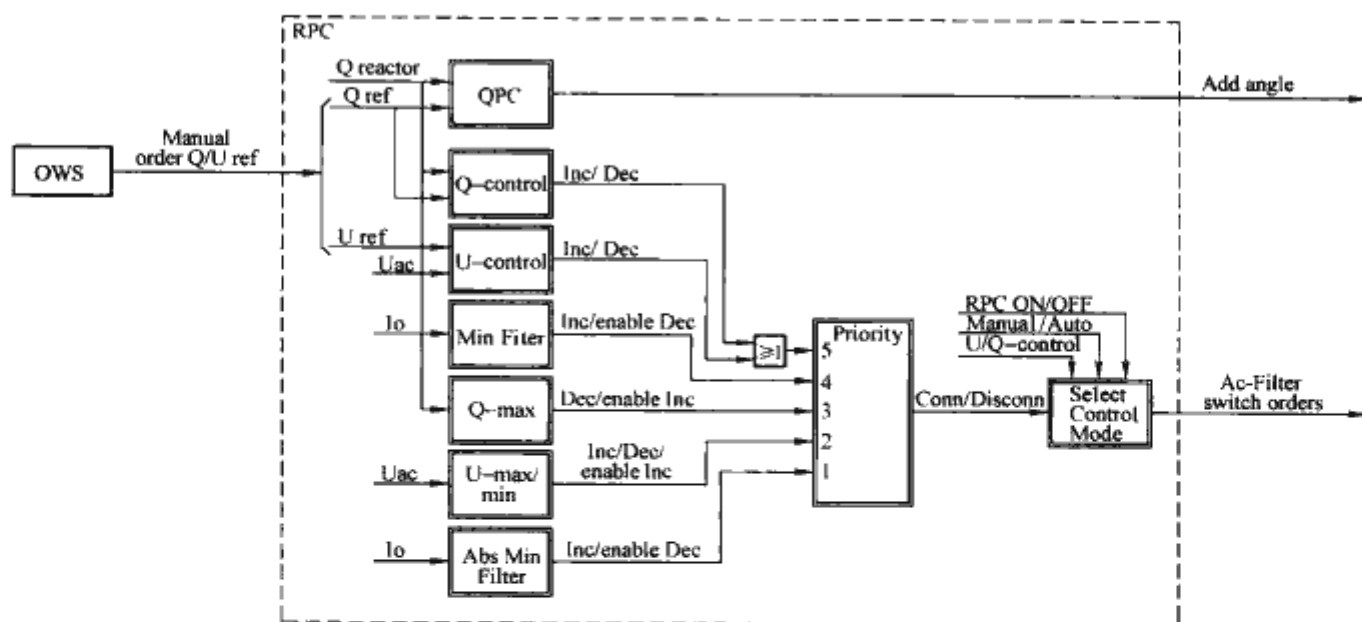 RPC
Q reactor
Q ref
QPC
Add angle
Manual
order Q/U ref
OWS
Q-control
Inc/ Dec
U ref
Uac
U-control
Inc/ Dec
Io
Min Fiter
Inc/enable Dec
≥1
Priority
5
4
3
2
1
RPC ON/OFF
Manual/Auto
U/Q-control
Q-max
Dec/enable Inc
Conn/Disconn
Select
Control
Mode
Ac-Filter
switch orders
Uac
U-max/
min
Inc/Dec/
enable Inc
Io
Abs Min
Filter
Inc/enable Dec